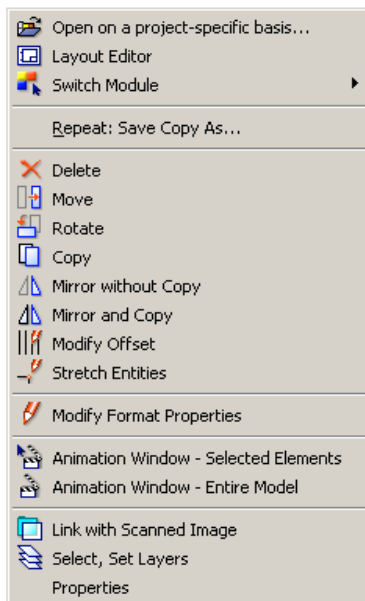 Open on a project-specific basis...
Layout Editor
Switch Module
Repeat: Save Copy As...
Delete
Move
Rotate
Copy
Mirror without Copy
Mirror and Copy
Modify Offset
Stretch Entities
Modify Format Properties
Animation Window - Selected Elements
Animation Window - Entire Model
Link with Scanned Image
Select, Set Layers
Properties